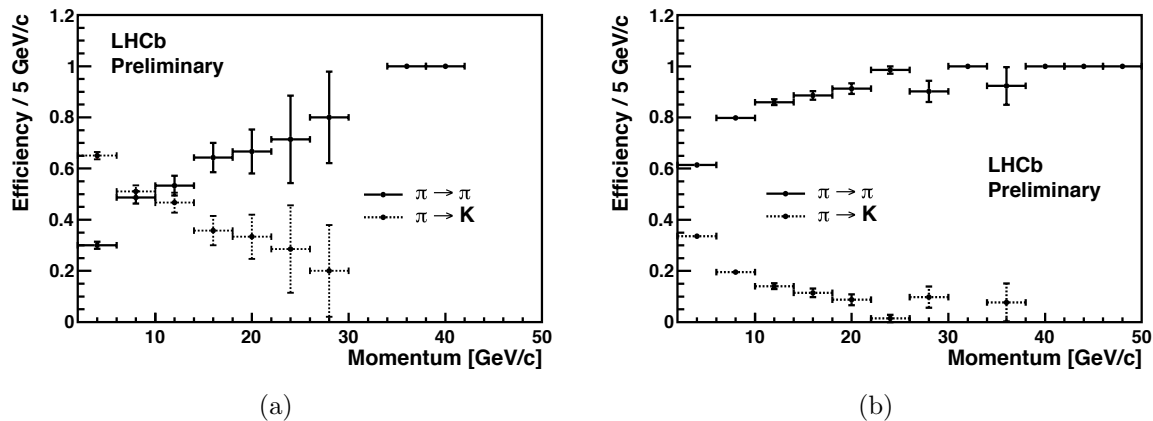 Efficiency / 5 GeV/c
1.2
1
0.8
0.6
0.4
0.2
0
LHCb
Preliminary
π → π
π → K
10 20 30 40 50
Momentum [GeV/c]
(a)
Efficiency / 5 GeV/c
1.2
1
0.8
0.6
0.4
0.2
0
LHCb
Preliminary
π → π
π → K
10 20 30 40 50
Momentum [GeV/c]
(b)